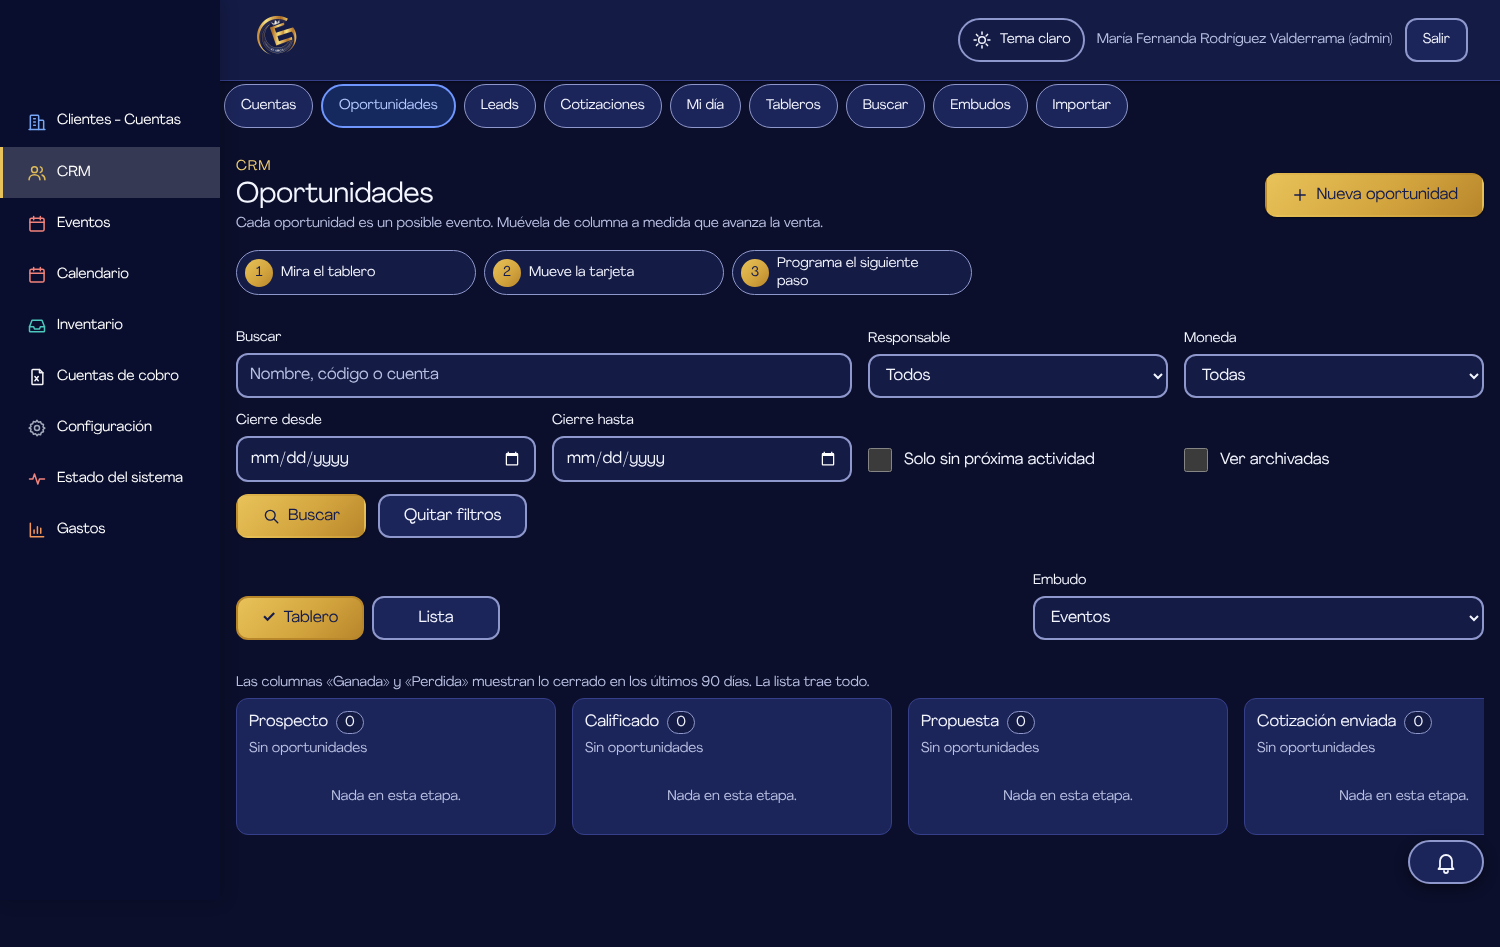 Tema claro
María Fernanda Rodríguez Valderrama (admin)
Salir
Clientes - Cuentas
CRM
Eventos
Calendario
Inventario
Cuentas de cobro
Configuración
Estado del sistema
Gastos
Cuentas
Oportunidades
Leads
Cotizaciones
Mi día
Tableros
Buscar
Embudos
Importar
CRM
Oportunidades
Cada oportunidad es un posible evento. Muévela de columna a medida que avanza la venta.
Nueva oportunidad
1 Mira el tablero
2 Mueve la tarjeta
3 Programa el siguiente
paso
Buscar
Nombre, código o cuenta
Responsable
Todos
Moneda
Todas
Cierre desde
mm/dd/yyyy
Cierre hasta
mm/dd/yyyy
Solo sin próxima actividad
Ver archivadas
Buscar
Quitar filtros
Tablero
Lista
Embudo
Eventos
Las columnas «Ganada» y «Perdida» muestran lo cerrado en los últimos 90 días. La lista trae todo.
Prospecto 0
Sin oportunidades
Nada en esta etapa.
Calificado 0
Sin oportunidades
Nada en esta etapa.
Propuesta 0
Sin oportunidades
Nada en esta etapa.
Cotización enviada 0
Sin oportunidades
Nada en esta etapa.